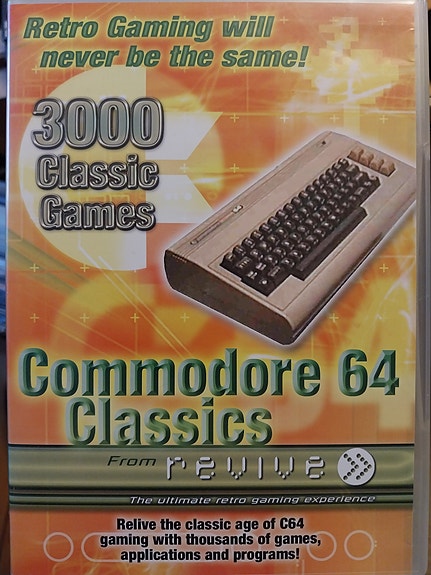 Retro Gaming will
never be the same!
3000
Classic
Games
Commodore 64
Classics
From revive
The ultimate retro gaming experience
Relive the classic age of C64
gaming with thousands of games,
applications and programs!